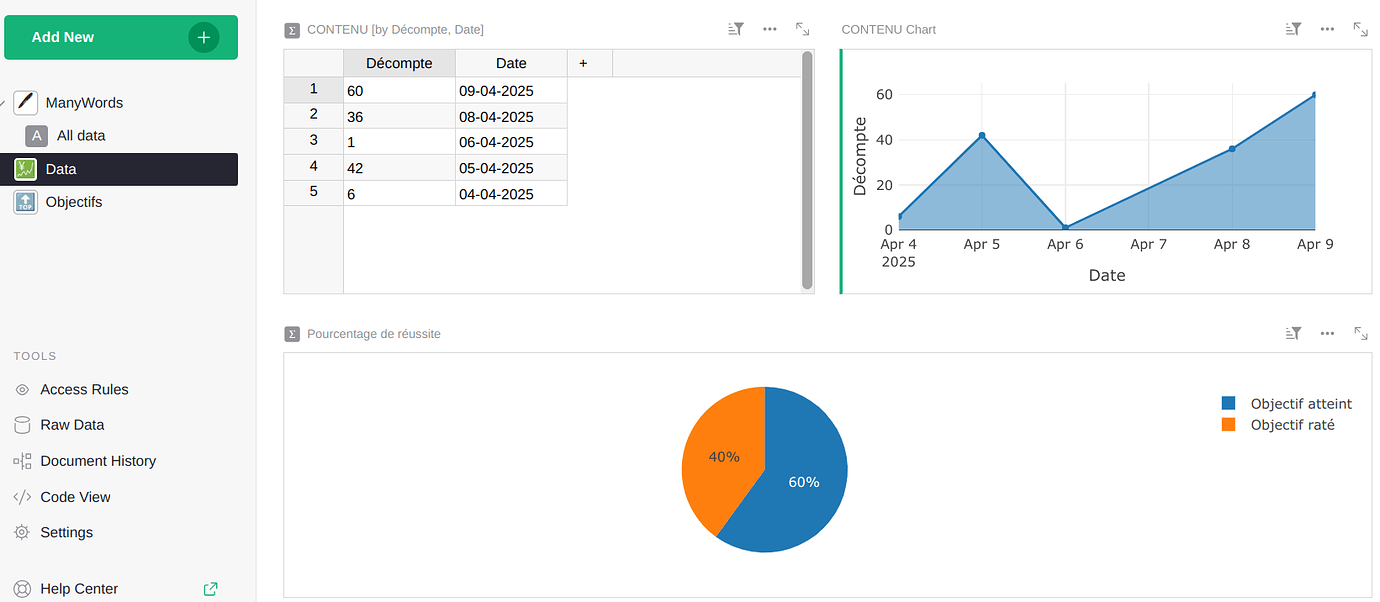 Add New
+
ManyWords
A All data
Data
TOP
Objectifs
TOOLS
Access Rules
Raw Data
Document History
</> Code View
Settings
Help Center
Σ CONTENU [by Décompte, Date]
Décompte Date +
1 60 09-04-2025
2 36 08-04-2025
3 1 06-04-2025
4 42 05-04-2025
5 6 04-04-2025
CONTENU Chart
Décompte
60
40
20
0
Apr 4 Apr 5 Apr 6 Apr 7 Apr 8 Apr 9
2025
Date
Σ Pourcentage de réussite
40%
60%
Objectif atteint
Objectif raté